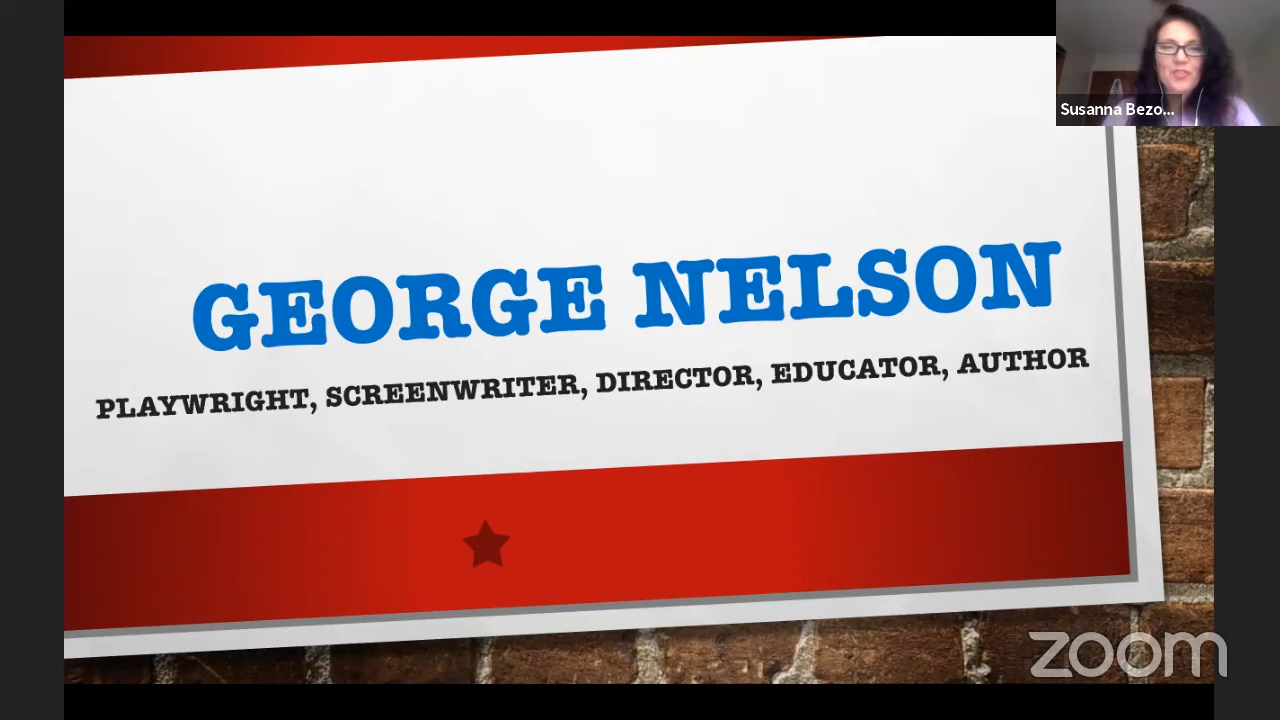 Susanna Bezo...
GEORGE NELSON
PLAYWRIGHT, SCREENWRITER, DIRECTOR, EDUCATOR, AUTHOR
zoom